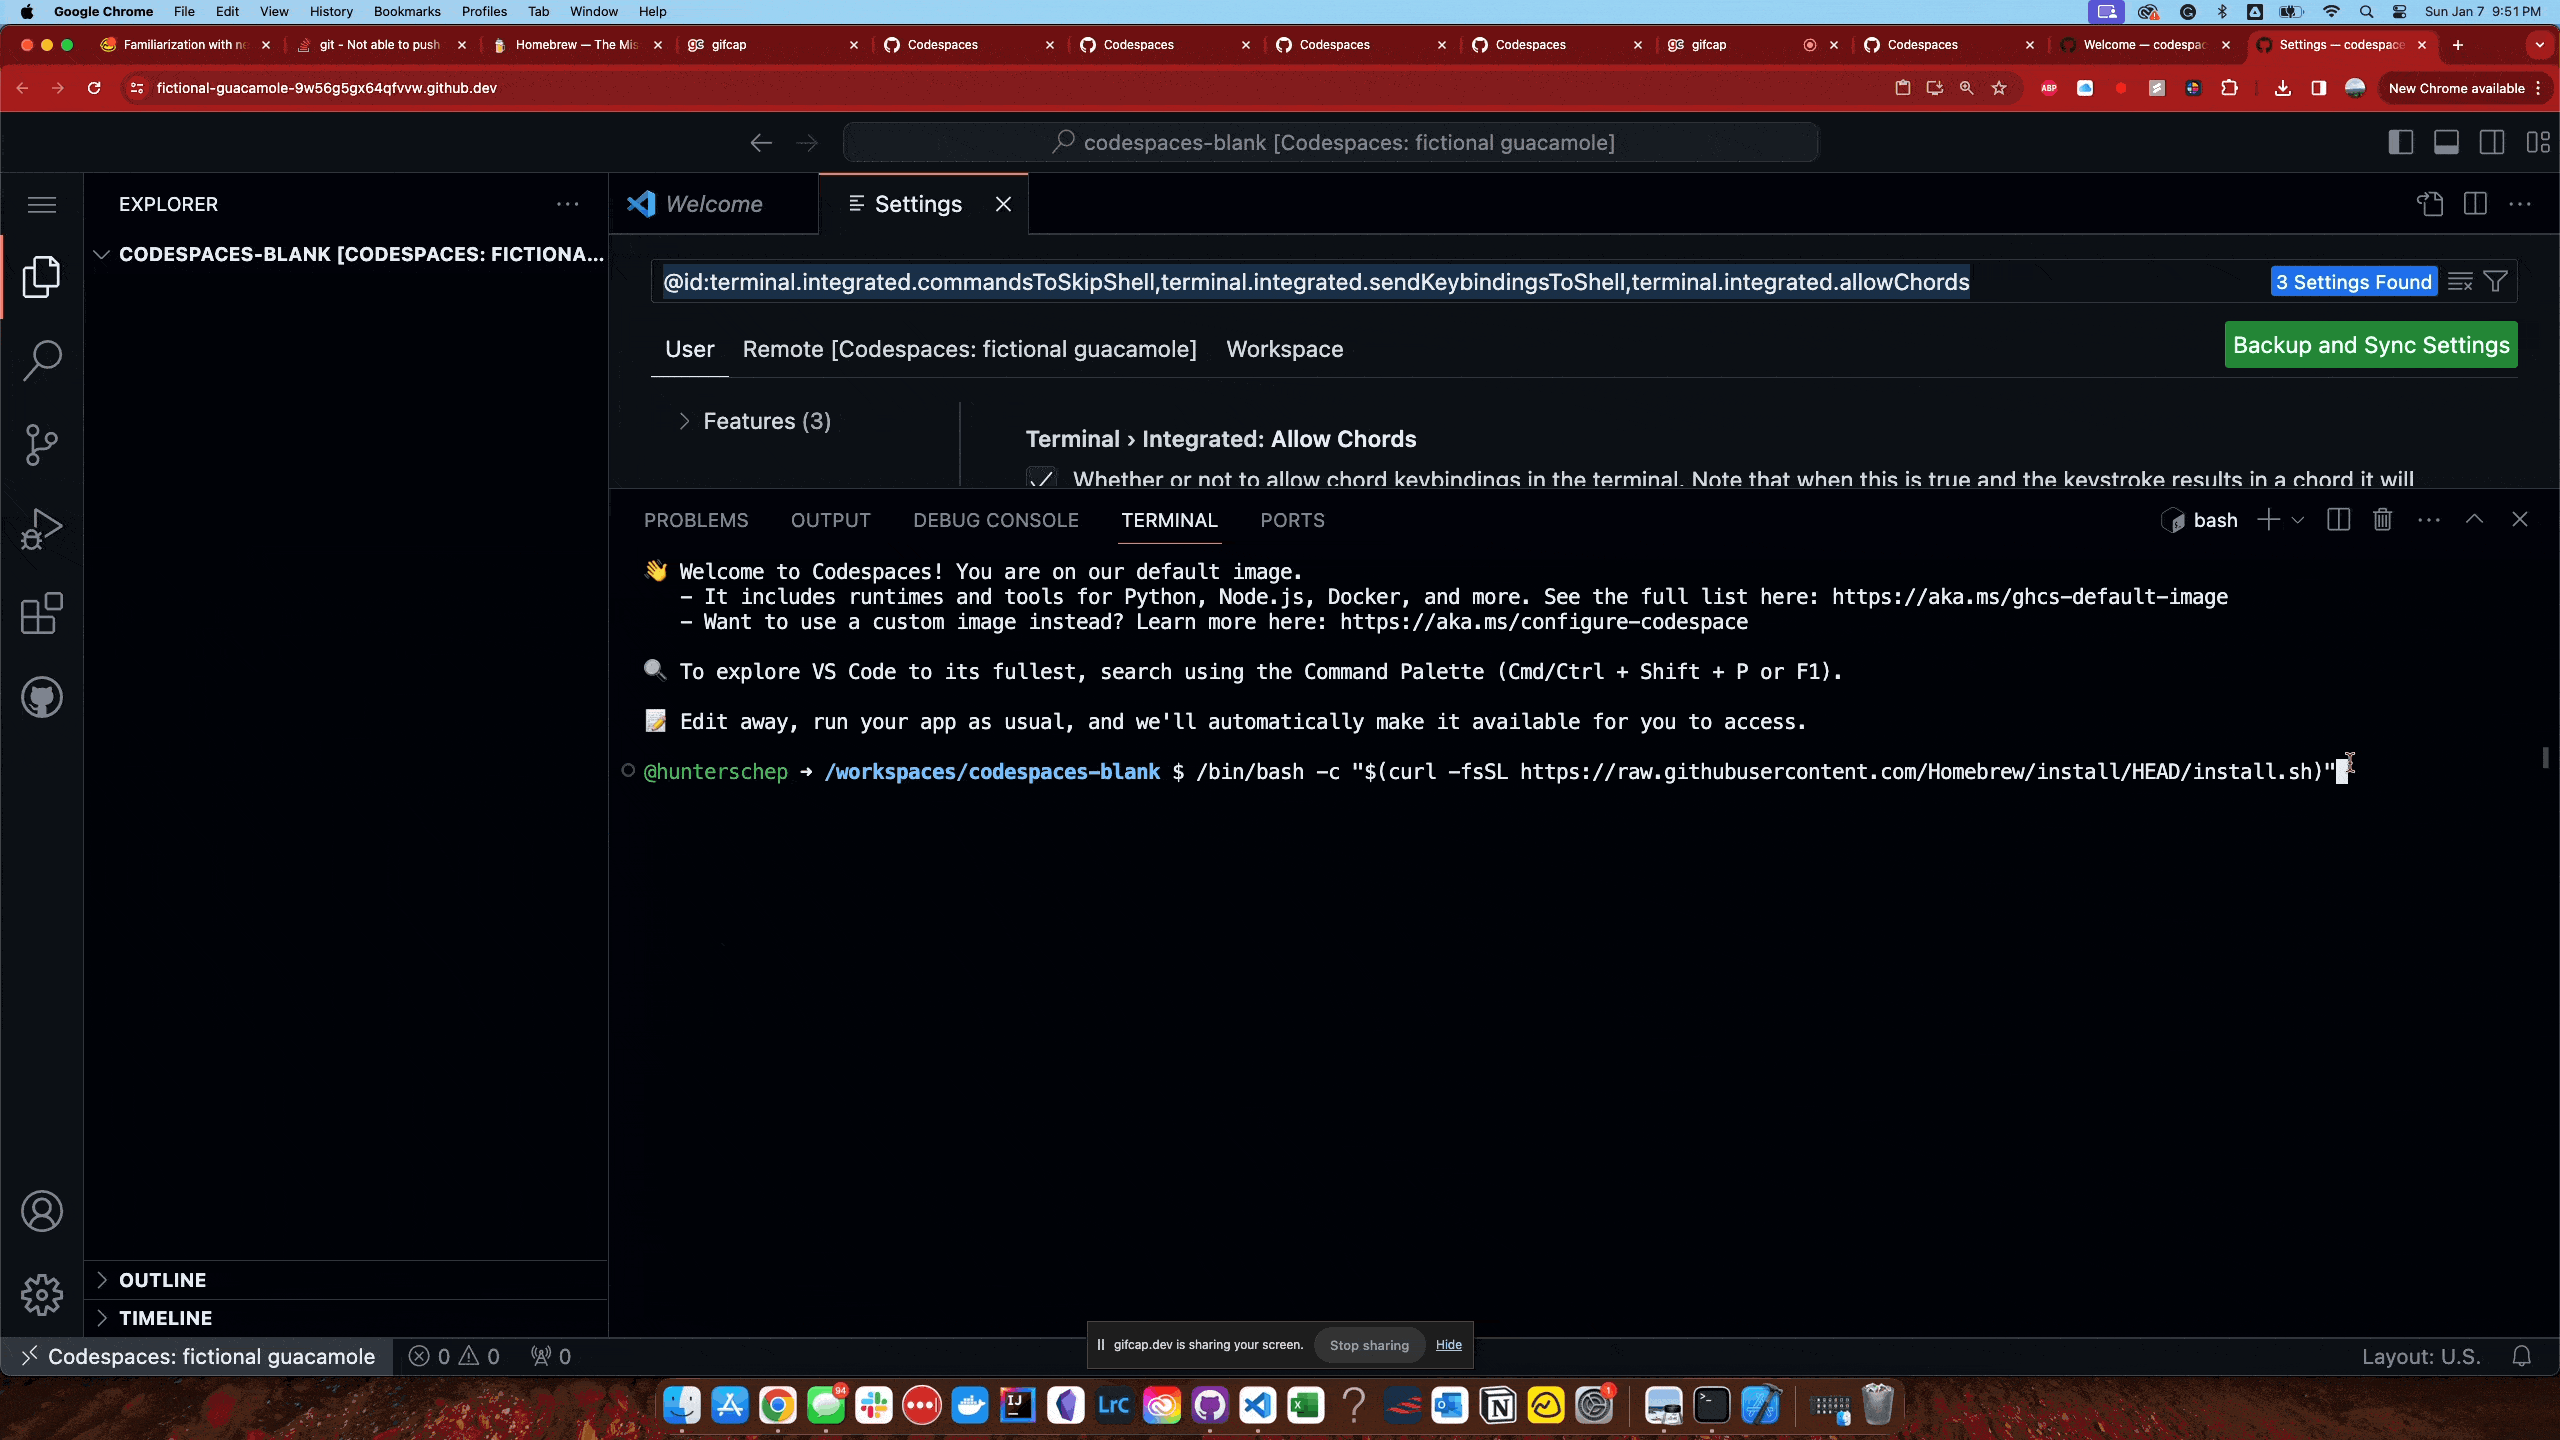 Google Chrome File Edit View History Bookmarks Profiles Tab Window Help Sun Jan 7 9:51 PM
Familiarization with ne git - Not able to push Homebrew — The Mis gifcap Codespaces Codespaces Codespaces Codespaces gifcap Codespaces Welcome — codespac Settings — codespace
fictional-guacamole-9w56g5gx64qfvvw.github.dev ABP New Chrome available
codespaces-blank [Codespaces: fictional guacamole]
EXPLORER Welcome Settings
CODESPACES-BLANK [CODESPACES: FICTIONA...
@id:terminal.integrated.commandsToSkipShell,terminal.integrated.sendKeybindingsToShell,terminal.integrated.allowChords 3 Settings Found
User Remote [Codespaces: fictional guacamole] Workspace Backup and Sync Settings
Features (3)
Terminal › Integrated: Allow Chords
Whether or not to allow chord keybindings in the terminal. Note that when this is true and the keystroke results in a chord it will
PROBLEMS OUTPUT DEBUG CONSOLE TERMINAL PORTS bash
👋 Welcome to Codespaces! You are on our default image.
- It includes runtimes and tools for Python, Node.js, Docker, and more. See the full list here: https://aka.ms/ghcs-default-image
- Want to use a custom image instead? Learn more here: https://aka.ms/configure-codespace
🔍 To explore VS Code to its fullest, search using the Command Palette (Cmd/Ctrl + Shift + P or F1).
📝 Edit away, run your app as usual, and we'll automatically make it available for you to access.
@hunterschep ➜ /workspaces/codespaces-blank $ /bin/bash -c "$(curl -fsSL https://raw.githubusercontent.com/Homebrew/install/HEAD/install.sh)"
OUTLINE
TIMELINE
gifcap.dev is sharing your screen. Stop sharing Hide
Codespaces: fictional guacamole 0 0 0 Layout: U.S.
94 IJ LrC 1